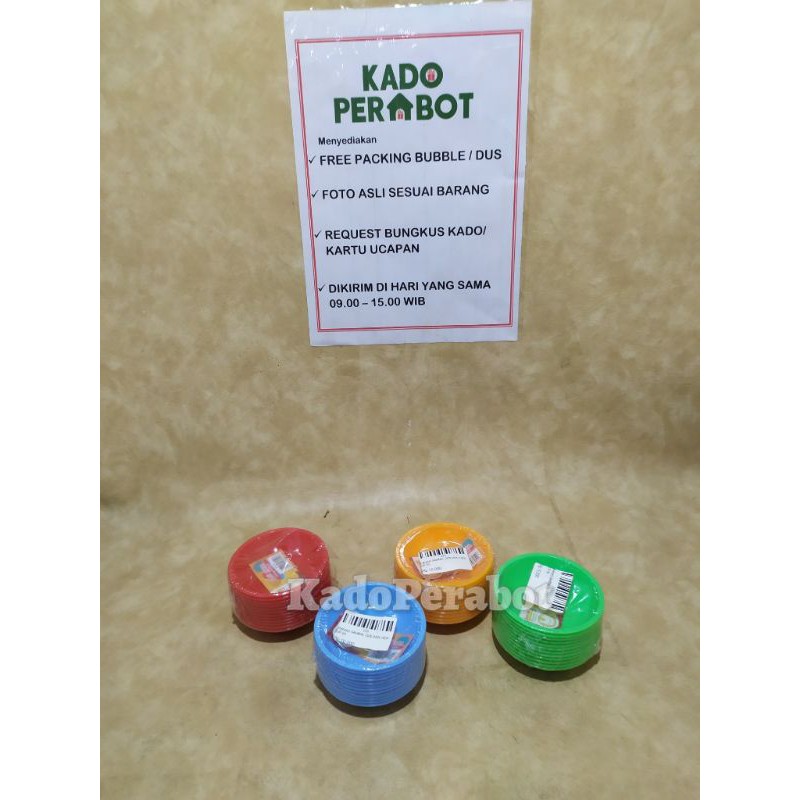 KADO
PERABOT
Menyediakan
✓ FREE PACKING BUBBLE / DUS
✓ FOTO ASLI SESUAI BARANG
✓ REQUEST BUNGKUS KADO/
KARTU UCAPAN
✓ DIKIRIM DI HARI YANG SAMA
09.00 – 15.00 WIB
KadoPerabot